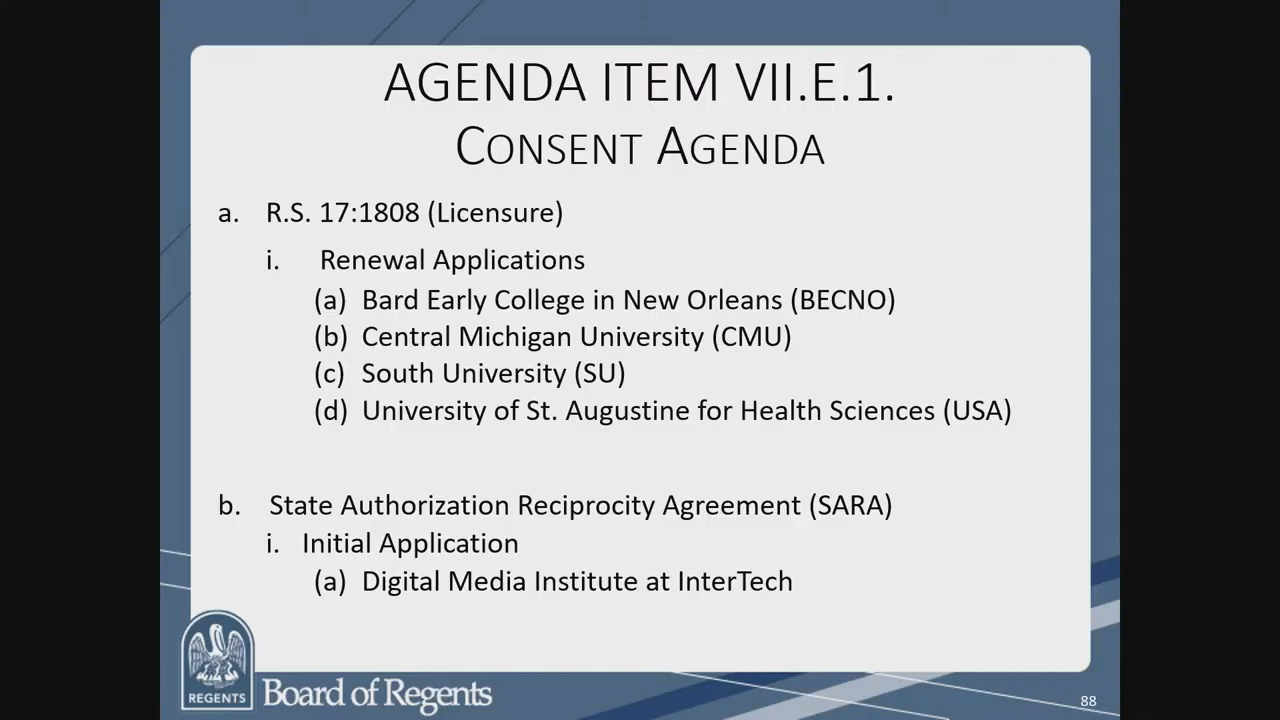 AGENDA ITEM VII.E.1.
CONSENT AGENDA
a. R.S. 17:1808 (Licensure)
i. Renewal Applications
(a) Bard Early College in New Orleans (BECNO)
(b) Central Michigan University (CMU)
(c) South University (SU)
(d) University of St. Augustine for Health Sciences (USA)
b. State Authorization Reciprocity Agreement (SARA)
i. Initial Application
(a) Digital Media Institute at InterTech
REGENTS
Board of Regents
88